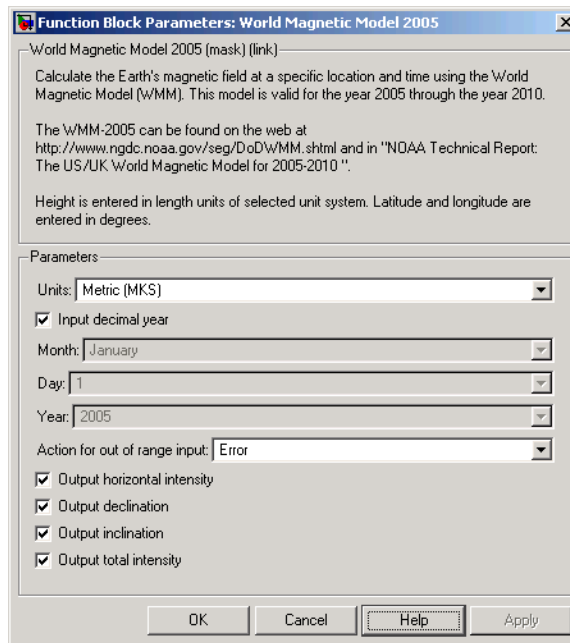 Function Block Parameters: World Magnetic Model 2005
World Magnetic Model 2005 (mask) (link)
Calculate the Earth's magnetic field at a specific location and time using the World
Magnetic Model (WMM). This model is valid for the year 2005 through the year 2010.
The WMM-2005 can be found on the web at
http://www.ngdc.noaa.gov/seg/DoDWMM.shtml and in "NOAA Technical Report:
The US/UK World Magnetic Model for 2005-2010 ".
Height is entered in length units of selected unit system. Latitude and longitude are
entered in degrees.
Parameters
Units: Metric (MKS)
Input decimal year
Month: January
Day: 1
Year: 2005
Action for out of range input: Error
Output horizontal intensity
Output declination
Output inclination
Output total intensity
OK Cancel Help Apply